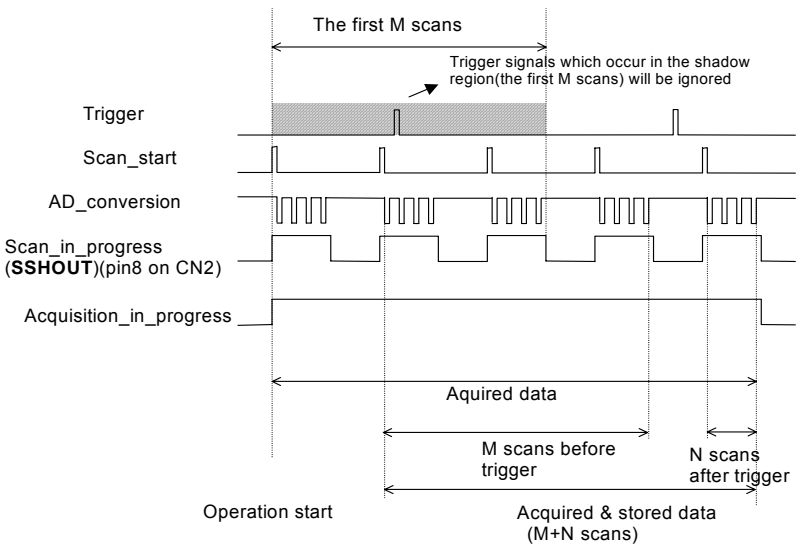 The first M scans
Trigger signals which occur in the shadow
region(the first M scans) will be ignored
Trigger
Scan_start
AD_conversion
Scan_in_progress
(SSHOUT)(pin8 on CN2)
Acquisition_in_progress
Aquired data
M scans before
trigger
N scans
after trigger
Operation start
Acquired & stored data
(M+N scans)